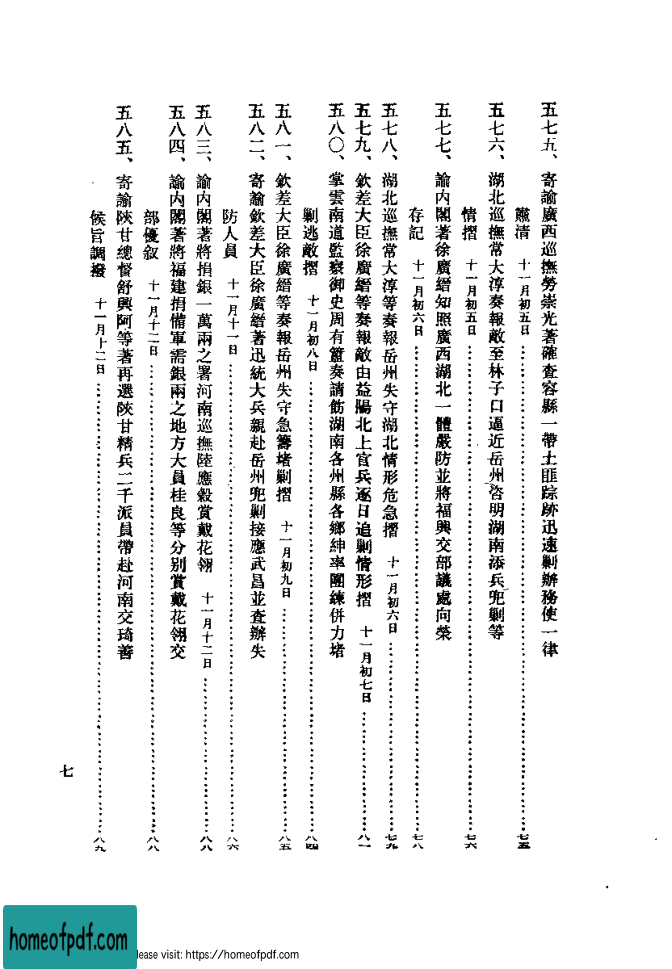 五七五、寄諭廣西巡撫勞崇光著確查容縣一帶土匪踪跡迅速剿辦務使一律
肅清 十一月初五日……七五
五七六、湖北巡撫常大淳奏報敵至林子口逼近岳州咨明湖南添兵兜剿等
情摺 十一月初五日……七六
五七七、諭內閣著徐廣縉知照廣西湖北一體嚴防並將福興交部議處向榮
存記 十一月初六日……七八
五七八、湖北巡撫常大淳等奏報岳州失守湖北情形危急摺 十一月初六日……七九
五七九、欽差大臣徐廣縉等奏報敵由益陽北上官兵逐日追剿情形摺 十一月初七日……八一
五八〇、掌雲南道監察御史周有簠奏請飭湖南各州縣各鄉紳率團練併力堵
剿逃敵摺 十一月初八日……八四
五八一、欽差大臣徐廣縉等奏報岳州失守急籌堵剿摺 十一月初九日……八五
五八二、寄諭欽差大臣徐廣縉著迅統大兵親赴岳州兜剿接應武昌並查辦失
防人員 十一月十一日……八六
五八三、諭內閣著將捐銀一萬兩之署河南巡撫陸應榖賞戴花翎 十一月十二日……八八
五八四、諭內閣著將福建捐備軍需銀兩之地方大員桂良等分別賞戴花翎交
部優敘 十一月十二日……八八
五八五、寄諭陝甘總督舒興阿等著再選陝甘精兵二千派員帶赴河南交琦善
候旨調撥 十一月十二日……八九
七
homeofpdf.com
lease visit: https://homeofpdf.com